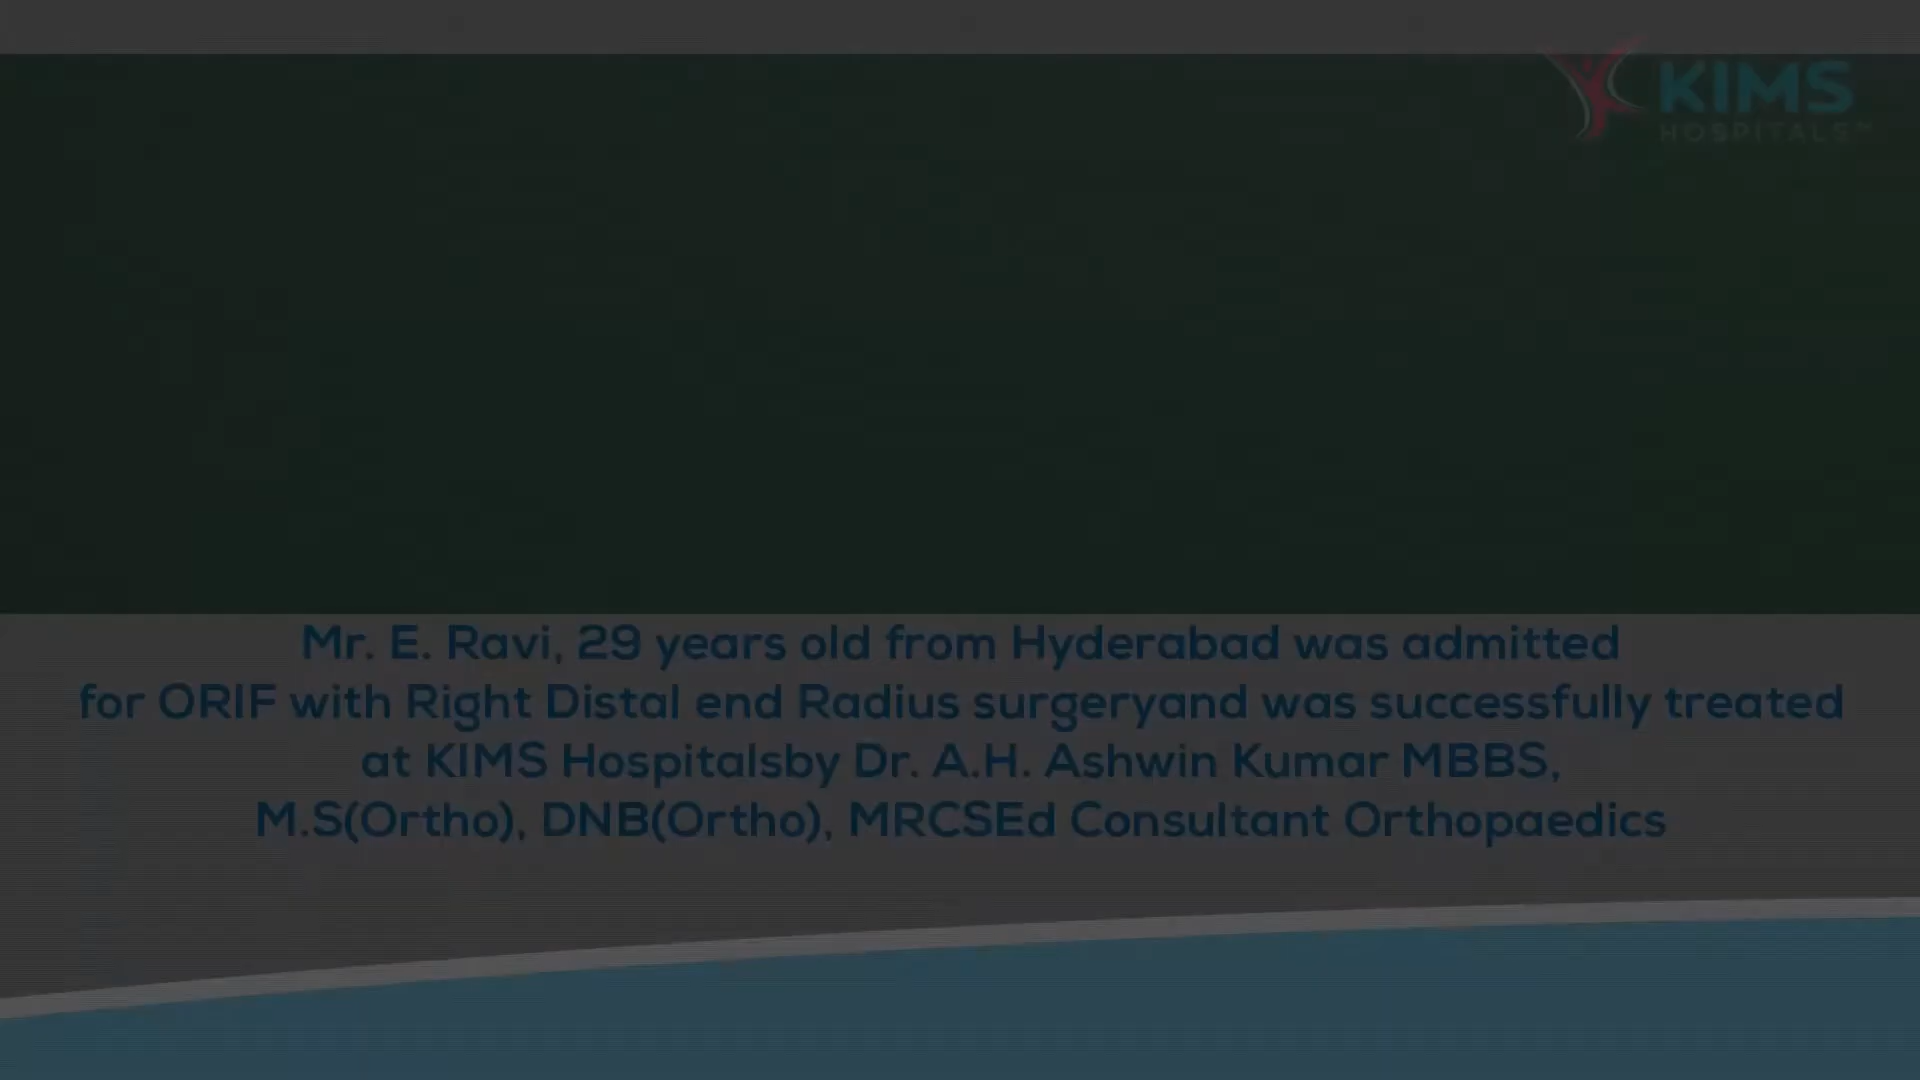 KIMS
HOSPITALS™
Mr. E. Ravi, 29 years old from Hyderabad was admitted
for ORIF with Right Distal end Radius surgeryand was successfully treated
at KIMS Hospitalsby Dr. A.H. Ashwin Kumar MBBS,
M.S(Ortho), DNB(Ortho), MRCSEd Consultant Orthopaedics